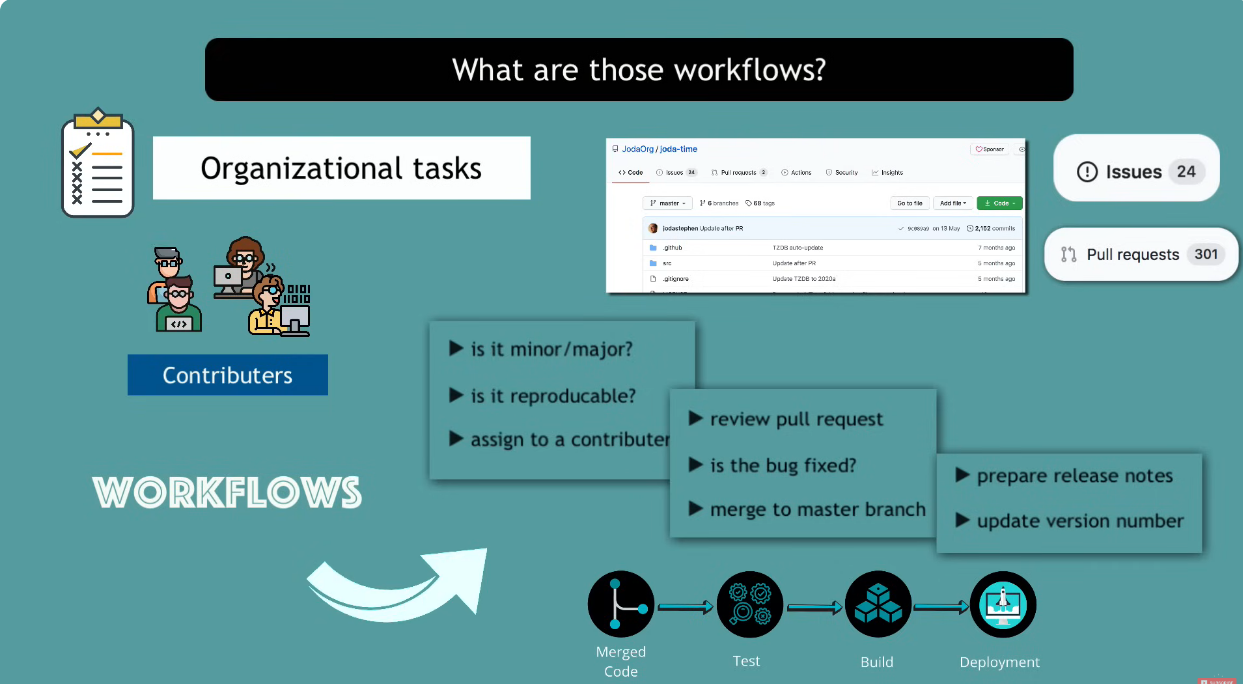 What are those workflows?
Organizational tasks
JodaOrg / joda-time
Sponsor
Code
Issues 24
Pull requests 2
Actions
Security
Insights
master
6 branches
68 tags
Go to file
Add file
Code
jodastephen Update after PR
on 13 May
2,152 commits
.github
TZDB auto-update
7 months ago
src
Update after PR
5 months ago
.gitignore
Update TZDB to 2020a
5 months ago
Issues 24
Pull requests 301
Contributers
WORKFLOWS
is it minor/major?
is it reproducable?
assign to a contributer
review pull request
is the bug fixed?
merge to master branch
prepare release notes
update version number
Merged
Code
Test
Build
Deployment